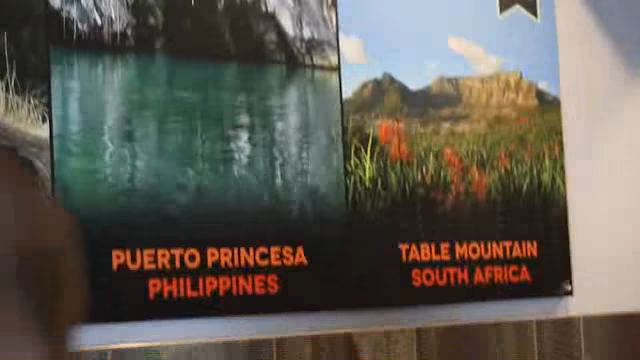 PUERTO PRINCESA
PHILIPPINES
TABLE MOUNTAIN
SOUTH AFRICA